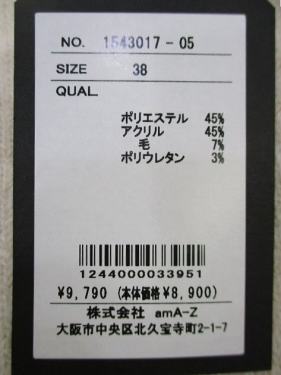 NO. 1543017-05
SIZE 38
QUAL.
ポリエステル 45%
アクリル 45%
毛 7%
ポリウレタン 3%
1244000033951
¥9,790 (本体価格¥8,900)
株式会社 amA-Z
大阪市中央区北久宝寺町2-1-7